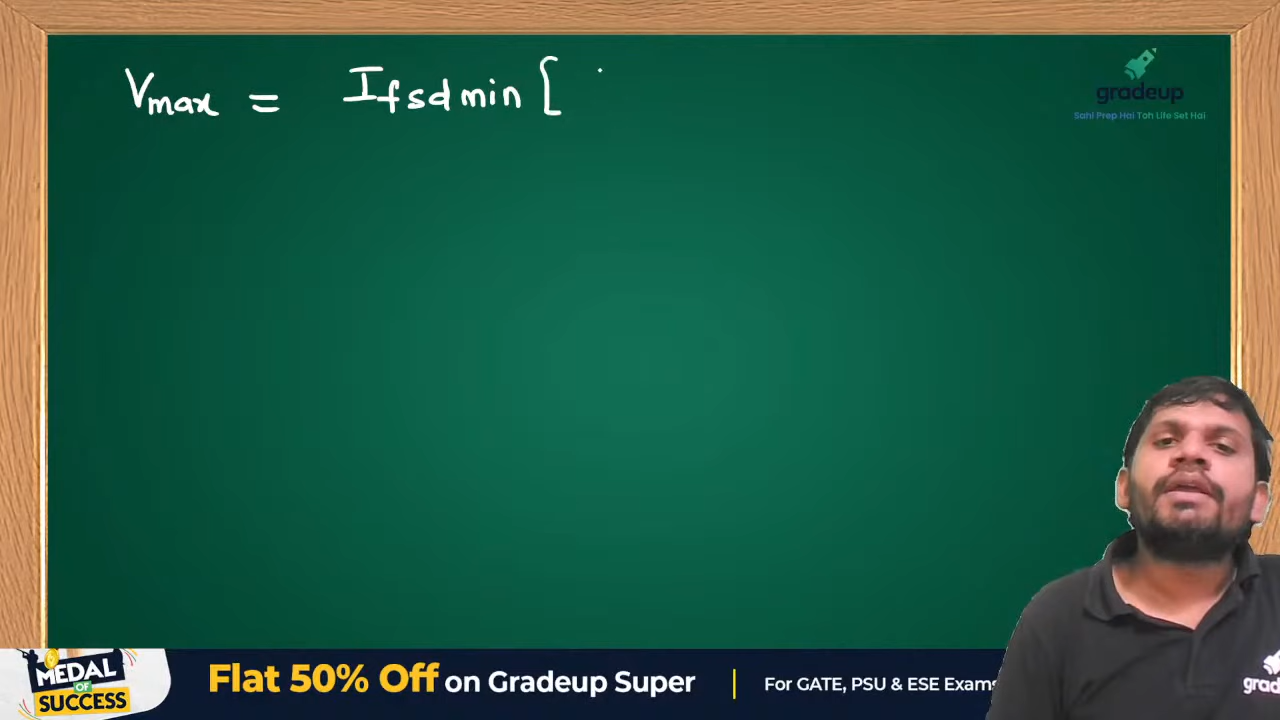 Vmax = Ifsdmin [
gradeup
Sahi Prep Hai Toh Life Set Hai
MEDAL
OF
SUCCESS
Flat 50% Off on Gradeup Super
For GATE, PSU & ESE Exams
grad